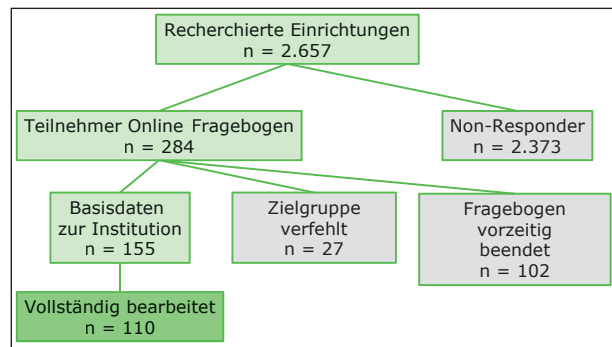 Recherchierte Einrichtungen
n = 2.657
Teilnehmer Online Fragebogen
n = 284
Non-Responder
n = 2.373
Basisdaten
zur Institution
n = 155
Zielgruppe
verfehlt
n = 27
Fragebogen
vorzeitig
beendet
n = 102
Vollständig bearbeitet
n = 110